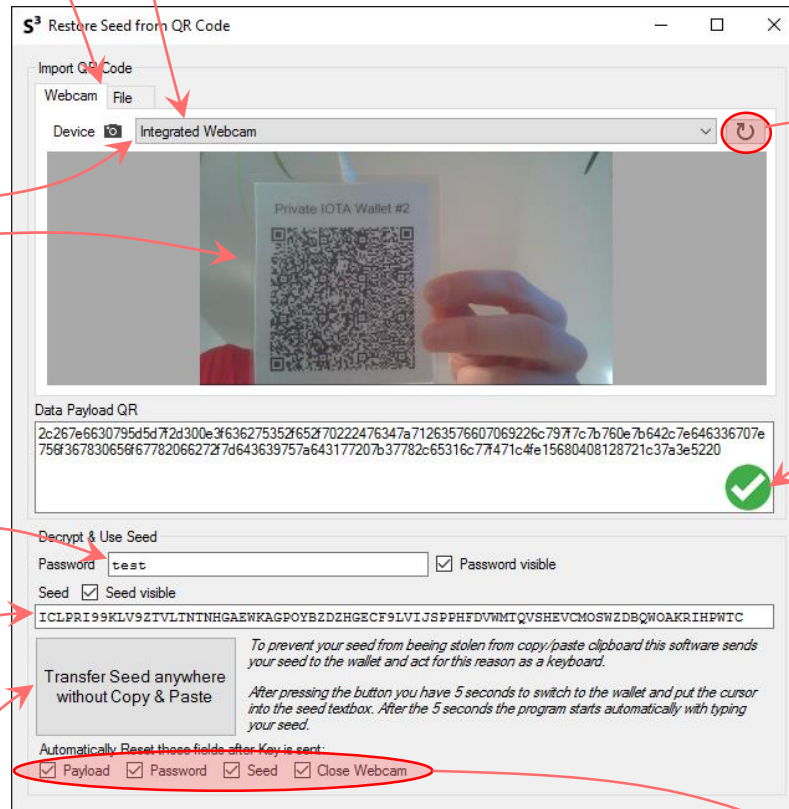 S³ Restore Seed from QR Code
Import QR Code
Webcam File
Device Integrated Webcam
Private IOTA Wallet #2
Data Payload QR
2c267e6630795d5d7f2d300e3f636275352f652f70222476347a71263576607069226c797f7c7b760e7b642c7e646336707e
756f367830656f67782066272f7d643639757a643177207b37782c65316c77f471c4fe15680408128721c37a3e5220
Decrypt & Use Seed
Password test Password visible
Seed Seed visible
ICLPRI99KLV9ZTVLTNTNHGAEWKAGPOYBZDZHGECF9LVIJSPPHFDVWMTQVSHEVCMOSWZDBQWOAKRIHPWTC
Transfer Seed anywhere
without Copy & Paste
To prevent your seed from beeing stolen from copy/paste clipboard this software sends
your seed to the wallet and act for this reason as a keyboard.
After pressing the button you have 5 seconds to switch to the wallet and put the cursor
into the seed textbox. After the 5 seconds the program starts automatically with typing
your seed.
Automatically Reset those fields after Key is sent:
Payload Password Seed Close Webcam